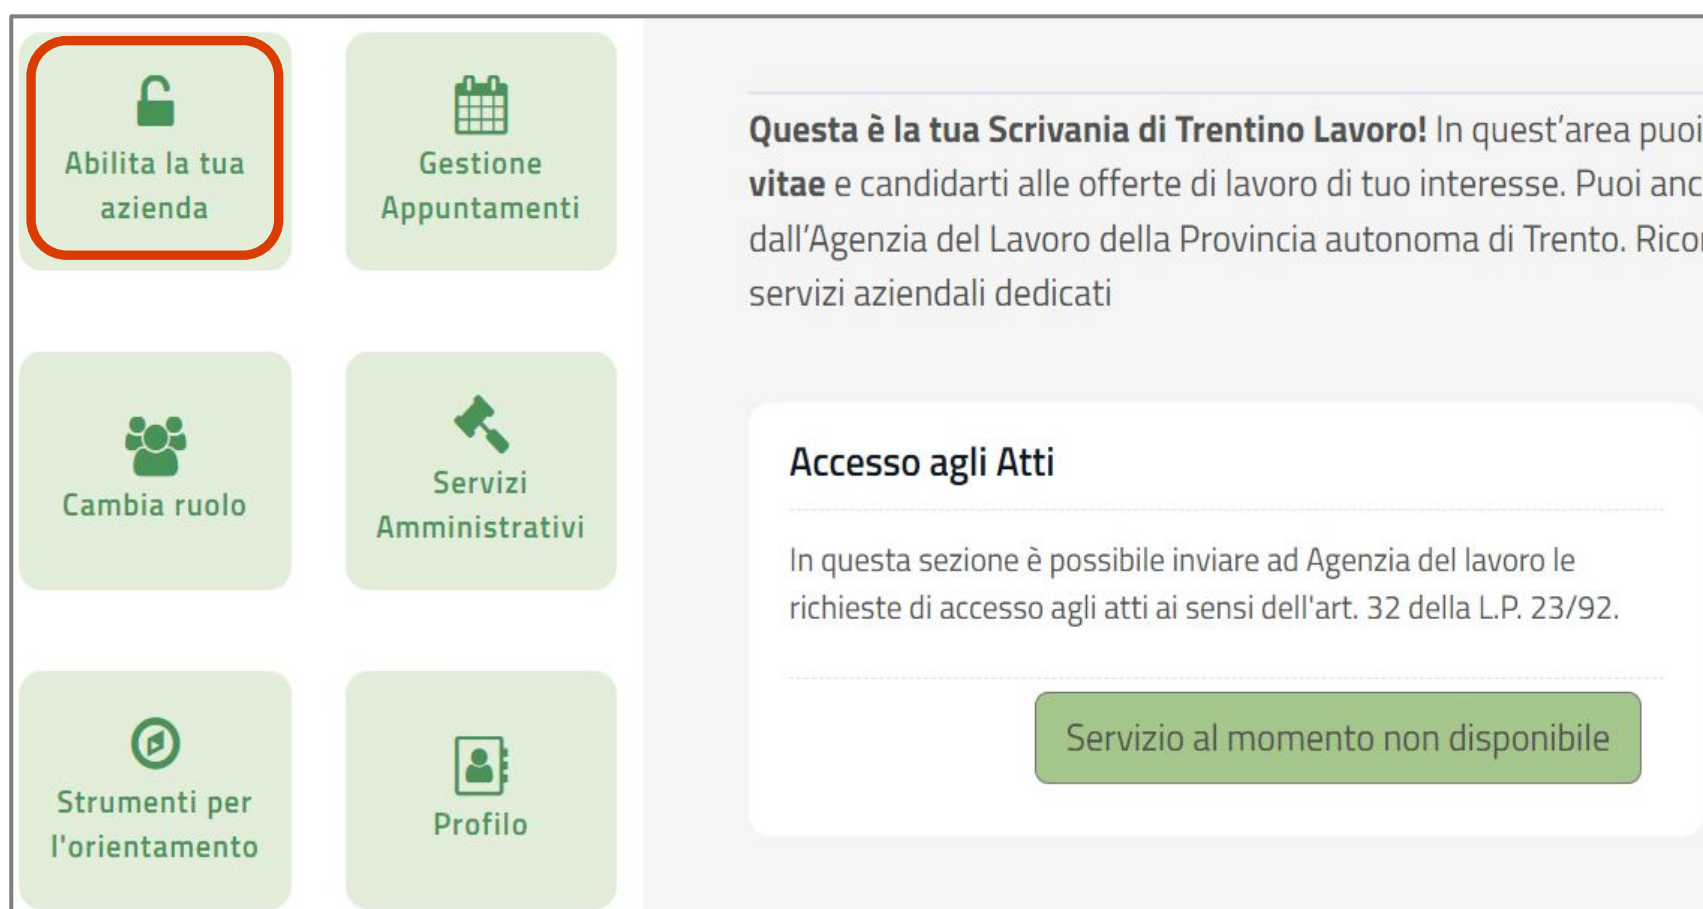 Abilita la tua
azienda
Gestione
Appuntamenti
Cambia ruolo
Servizi
Amministrativi
Strumenti per
l'orientamento
Profilo
Questa è la tua Scrivania di Trentino Lavoro! In quest’area puoi
vitae e candidarti alle offerte di lavoro di tuo interesse. Puoi
dall’Agenzia del Lavoro della Provincia autonoma di Trento.
servizi aziendali dedicati
Accesso agli Atti
In questa sezione è possibile inviare ad Agenzia del lavoro le
richieste di accesso agli atti ai sensi dell'art. 32 della L.P. 23/92.
Servizio al momento non disponibile